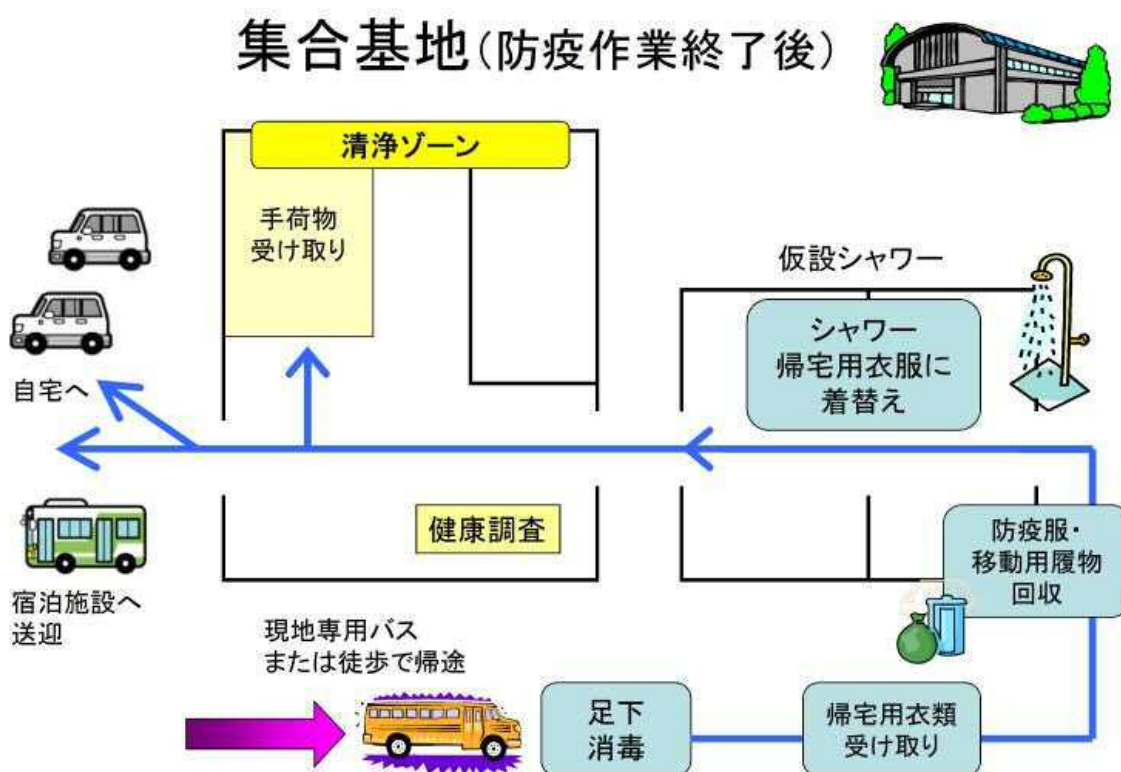 集合基地(防疫作業終了後)
清浄ゾーン
手荷物
受け取り
仮設シャワー
シャワー
帰宅用衣服に
着替え
自宅へ
健康調査
防疫服・
移動用履物
回収
宿泊施設へ
送迎
現地専用バス
または徒歩で帰途
足下
消毒
帰宅用衣類
受け取り